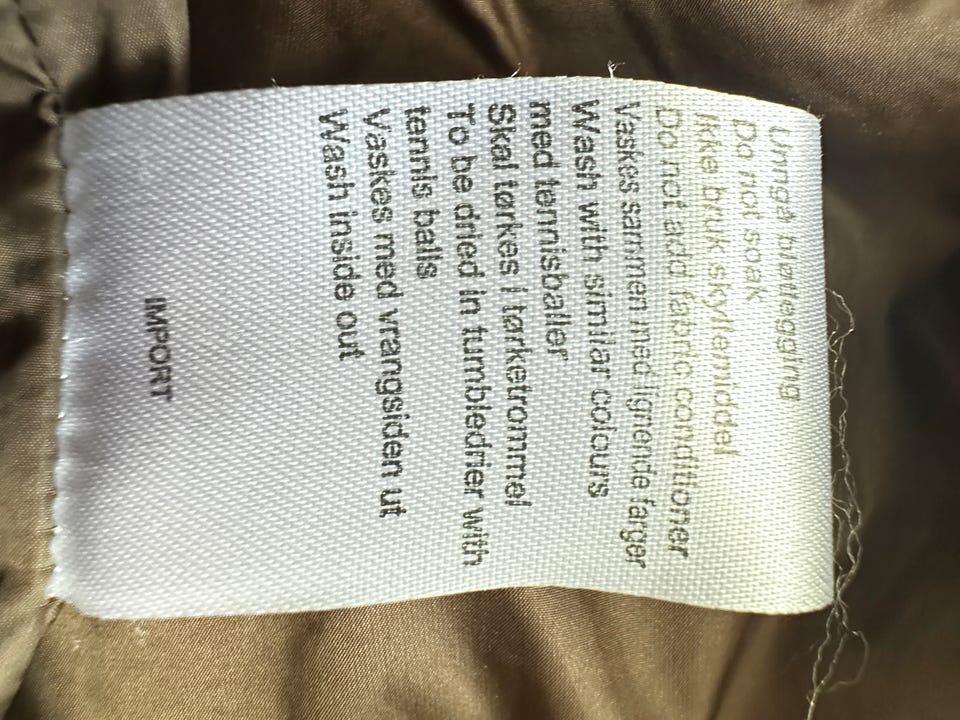 Unngå bløtlegging
Do not soak
Ikke bruk skyllemiddel
Do not add fabric conditioner
Vaskes sammen med lignende farger
Wash with similar colours
med tennisballer
Skal tørkes i tørketrommel
To be dried in tumbledrier with
tennis balls
Vaskes med vrangsiden ut
Wash inside out
IMPORT